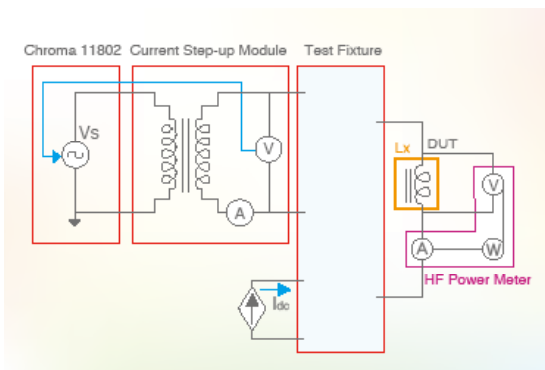 Chroma 11802 Current Step-up Module Test Fixture
Vs
V
A
Idc
Lx DUT
V
A W
HF Power Meter